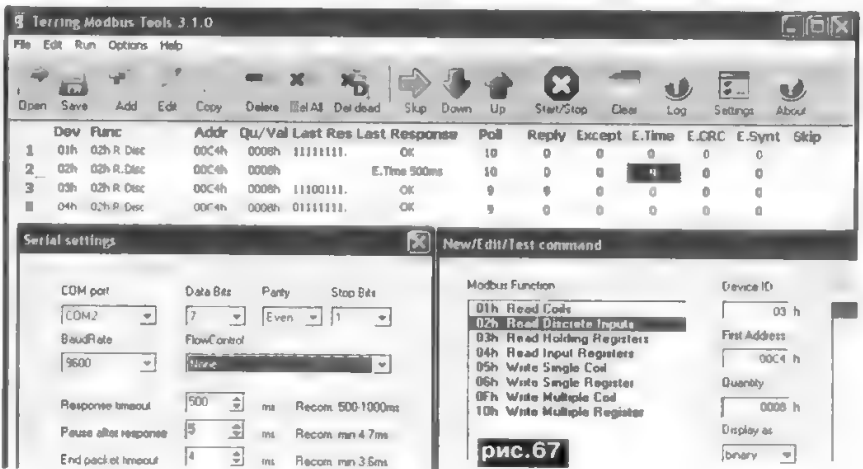 Terring Modbus Tools 3.1.0
File Edit Run Options Help
Open Save Add Edit Copy Delete Del All Del dead Skip Down Up Start/Stop Clear Log Settings About
Dev Func Addr Qu/Val Last Res Last Response Poll Reply Except E.Time E.CRC E.Synt Skip
1 01h 02h R.Disc 00C4h 0008h 11111111. OK 10 0 0 0 0
2 02h 02h R.Disc 00C4h 0008h E.Time 500ms 10 0 0 9 0 0
3 03h 02h R.Disc 00C4h 0008h 11100111. OK 9 0 0 0 0
04h 02h R.Disc 00C4h 0008h 01111111. OK 9 0 0 0 0 0
Serial settings
COM port Data Bits Parity Stop Bits
COM2 7 Even 1
BaudRate FlowControl
9600 None
Response timeout 500 ms Recom. 500-1000ms
Pause after response 5 ms Recom. min 4.7ms
End packet timeout 4 ms Recom. min 3.6ms
New/Edit/Test command
Modbus Function
01h Read Coils
02h Read Discrete Inputs
03h Read Holding Registers
04h Read Input Registers
05h Write Single Coil
06h Write Single Register
0Fh Write Multiple Coil
10h Write Multiple Register
Device ID
03 h
First Address
00C4 h
Quantity
0008 h
Display as
binary
рис.67